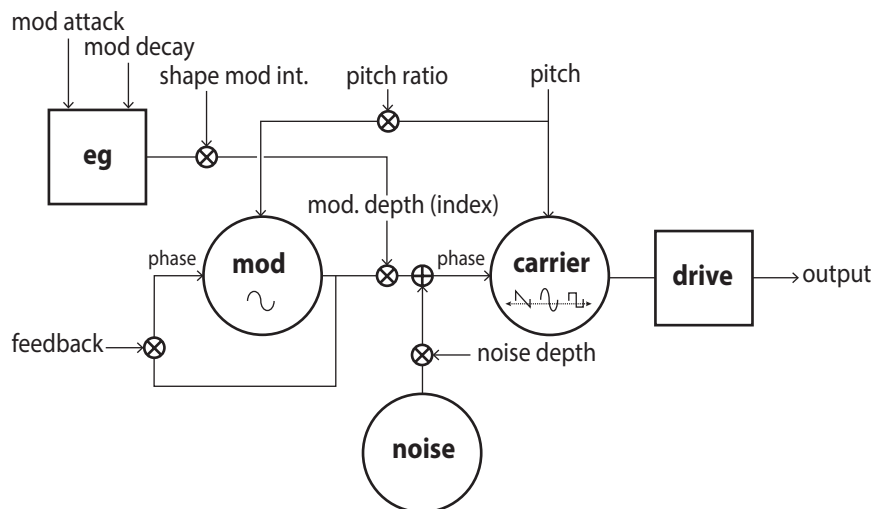 mod attack
mod decay
shape mod int.
pitch ratio
pitch
eg
mod. depth (index)
phase
mod
phase
carrier
drive
output
feedback
noise depth
noise